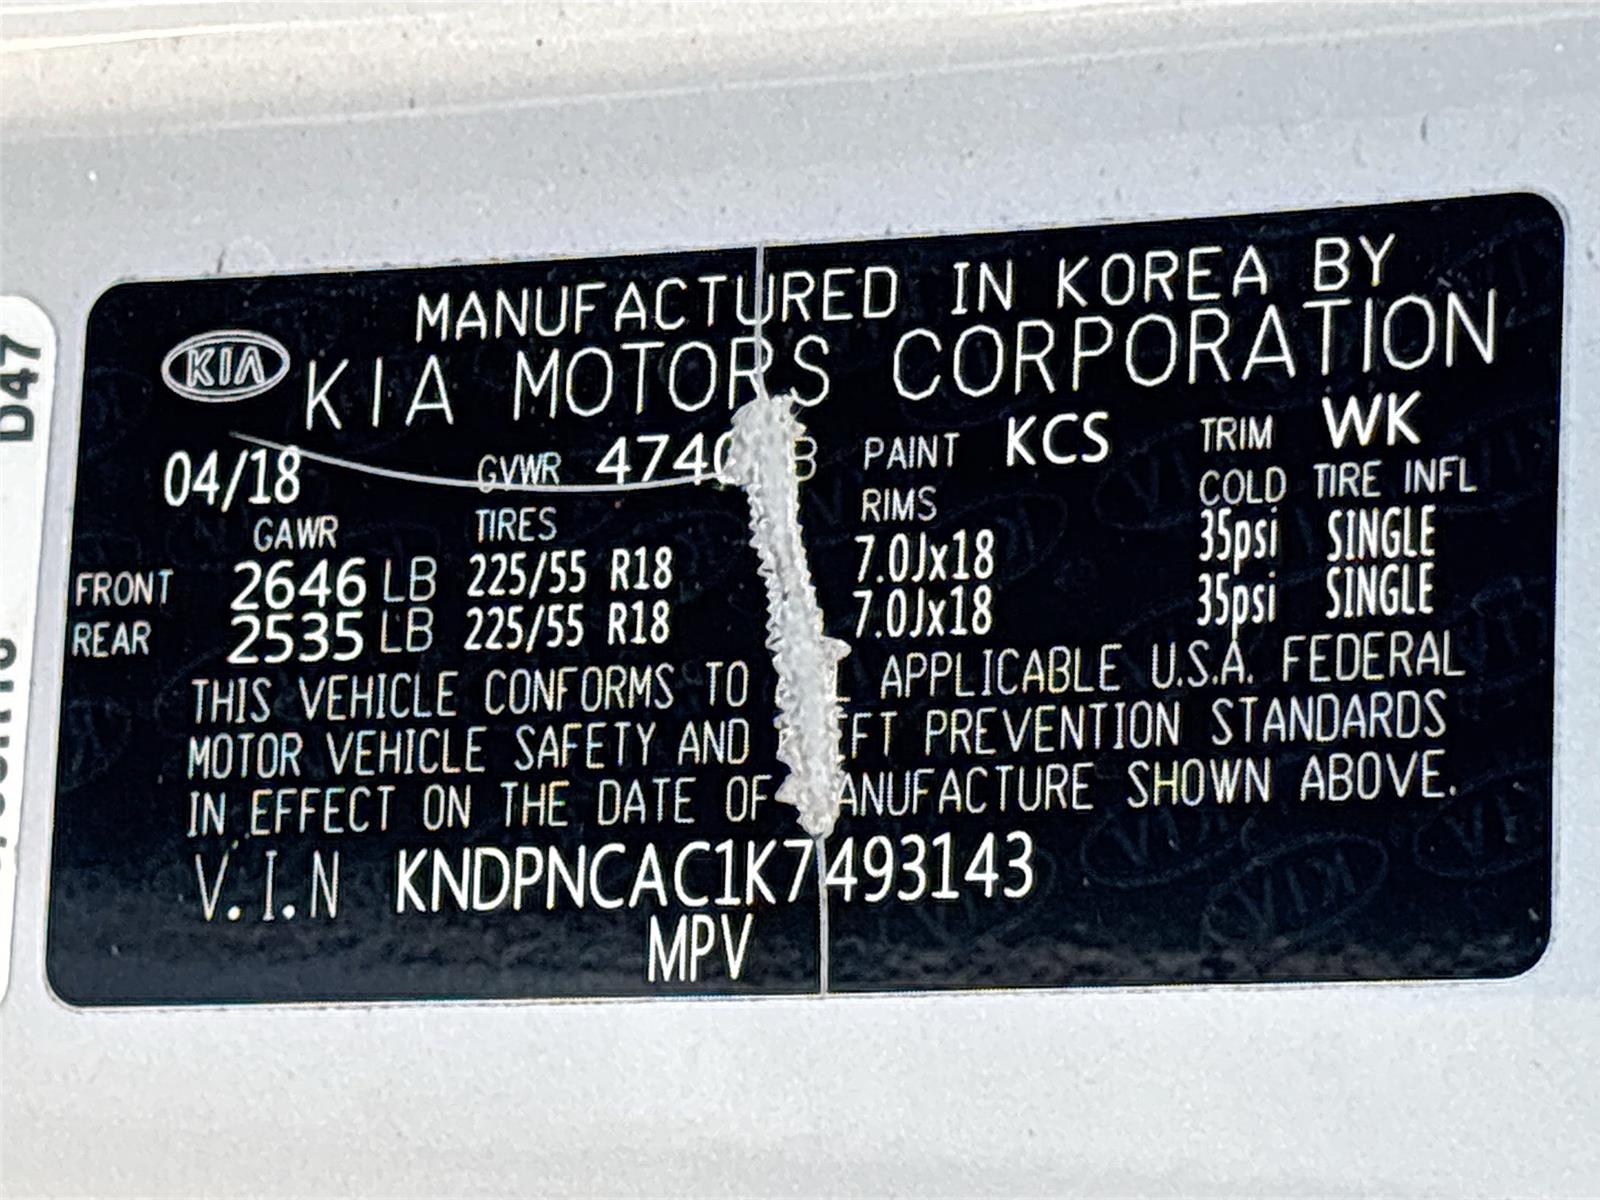 MANUFACTURED IN KOREA BY
KIA KIA MOTORS CORPORATION
04/18 GVWR PAINT KCS TRIM WK
GAWR TIRES RIMS COLD TIRE INFL
FRONT 2646 LB 225/55 R18 7.0Jx18 35psi SINGLE
REAR 2535 LB 225/55 R18 7.0Jx18 35psi SINGLE
THIS VEHICLE CONFORMS TO APPLICABLE U.S.A. FEDERAL
MOTOR VEHICLE SAFETY AND PREVENTION STANDARDS
IN EFFECT ON THE DATE OF MANUFACTURE SHOWN ABOVE.
V.I.N KNDPNCAC1K7493143
MPV
D47